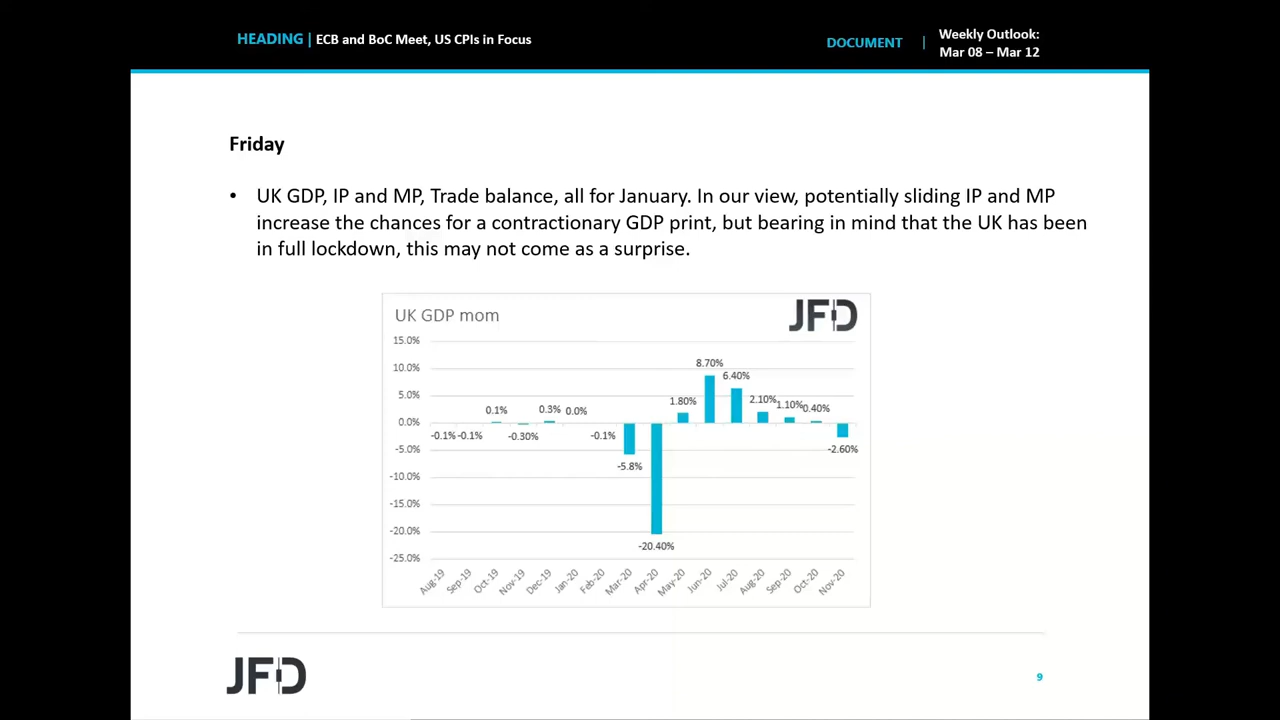 HEADING | ECB and BoC Meet, US CPIs in Focus
DOCUMENT | Weekly Outlook:
Mar 08 – Mar 12
Friday
• UK GDP, IP and MP, Trade balance, all for January. In our view, potentially sliding IP and MP
increase the chances for a contractionary GDP print, but bearing in mind that the UK has been
in full lockdown, this may not come as a surprise.
UK GDP mom
JFD
15.0%
10.0%
5.0%
0.0%
-5.0%
-10.0%
-15.0%
-20.0%
-25.0%
-0.1%
-0.1%
0.1%
-0.30%
0.3%
0.0%
-0.1%
-5.8%
-20.40%
1.80%
8.70%
6.40%
2.10%
1.10%
0.40%
-2.60%
Aug-19
Sep-19
Oct-19
Nov-19
Dec-19
Jan-20
Feb-20
Mar-20
Apr-20
May-20
Jun-20
Jul-20
Aug-20
Sep-20
Oct-20
Nov-20
JFD
9